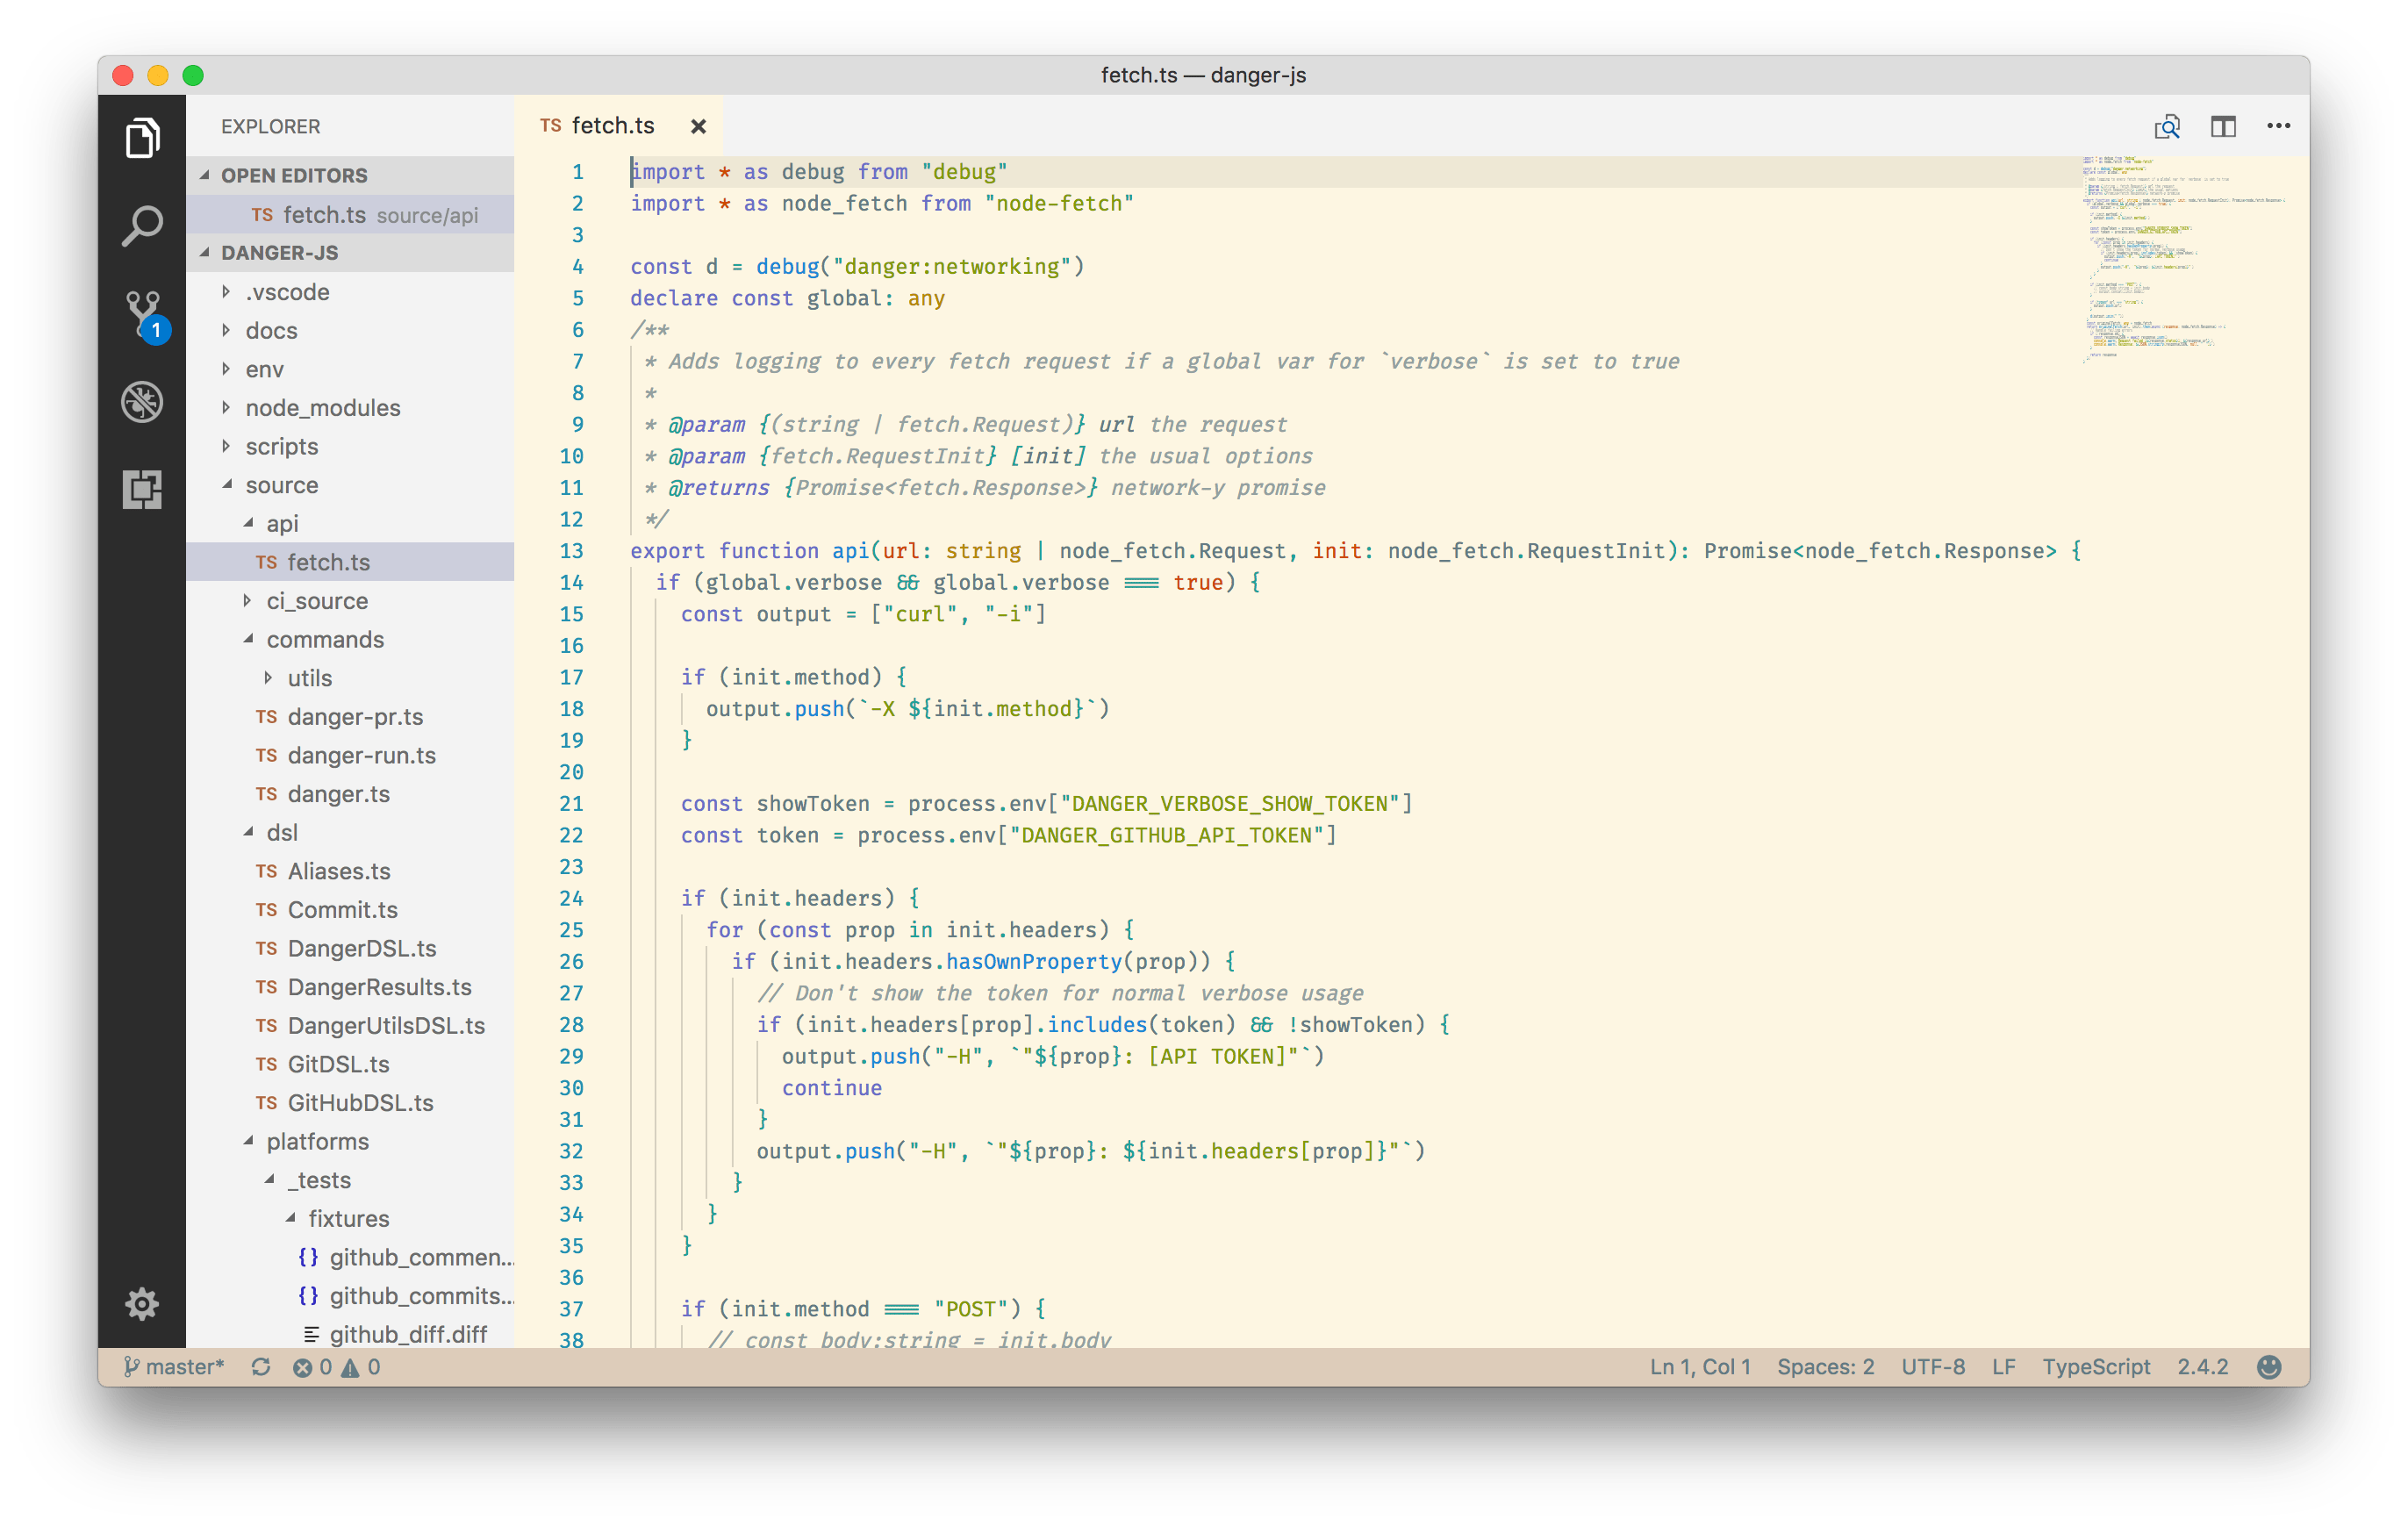 fetch.ts — danger-js
EXPLORER
OPEN EDITORS
TS fetch.ts source/api
DANGER-JS
.vscode
docs
env
node_modules
scripts
source
api
TS fetch.ts
ci_source
commands
utils
TS danger-pr.ts
TS danger-run.ts
TS danger.ts
dsl
TS Aliases.ts
TS Commit.ts
TS DangerDSL.ts
TS DangerResults.ts
TS DangerUtilsDSL.ts
TS GitDSL.ts
TS GitHubDSL.ts
platforms
_tests
fixtures
{} github_commen...
{} github_commits...
github_diff.diff
1
TS fetch.ts
1 import * as debug from "debug"
2 import * as node_fetch from "node-fetch"
3
4 const d = debug("danger:networking")
5 declare const global: any
6 /**
7 * Adds logging to every fetch request if a global var for `verbose` is set to true
8 *
9 * @param {(string | fetch.Request)} url the request
10 * @param {fetch.RequestInit} [init] the usual options
11 * @returns {Promise<fetch.Response>} network-y promise
12 */
13 export function api(url: string | node_fetch.Request, init: node_fetch.RequestInit): Promise<node_fetch.Response> {
14 if (global.verbose && global.verbose === true) {
15 const output = ["curl", "-i"]
16
17 if (init.method) {
18 output.push(`-X ${init.method}`)
19 }
20
21 const showToken = process.env["DANGER_VERBOSE_SHOW_TOKEN"]
22 const token = process.env["DANGER_GITHUB_API_TOKEN"]
23
24 if (init.headers) {
25 for (const prop in init.headers) {
26 if (init.headers.hasOwnProperty(prop)) {
27 // Don't show the token for normal verbose usage
28 if (init.headers[prop].includes(token) && !showToken) {
29 output.push("-H", `"${prop}: [API TOKEN]"`)
30 continue
31 }
32 output.push("-H", `"${prop}: ${init.headers[prop]}"`)
33 }
34 }
35 }
36
37 if (init.method === "POST") {
38 // const body:string = init.body
master* 0 0
Ln 1, Col 1 Spaces: 2 UTF-8 LF TypeScript 2.4.2